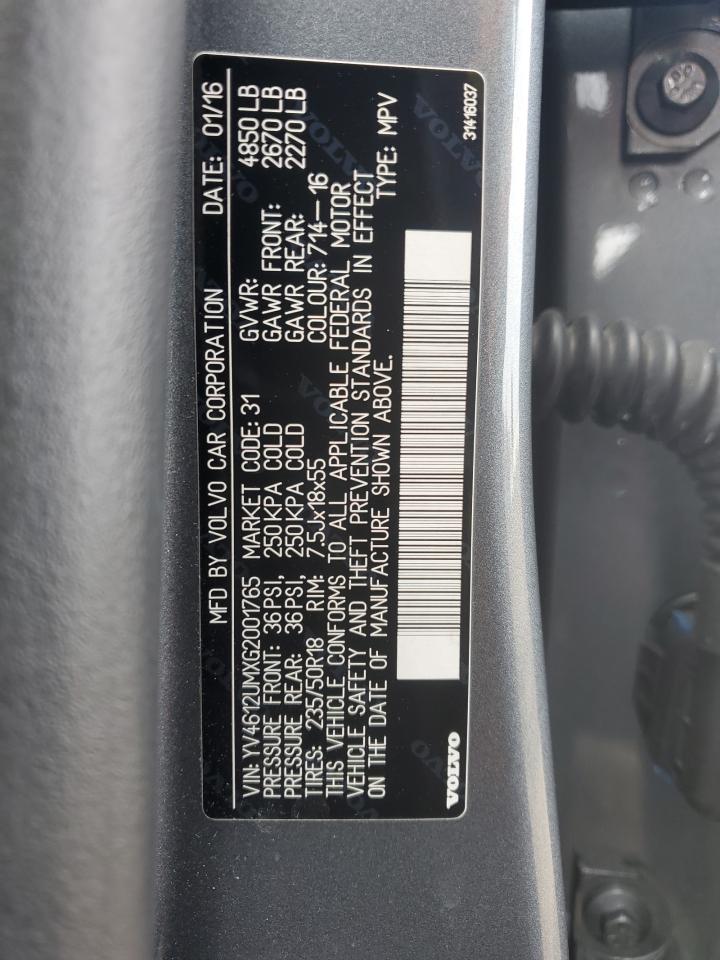 MFD BY VOLVO CAR CORPORATION DATE: 01/16
VIN: YV4612UMXG2001765 MARKET CODE: 31 GVWR: 4850 LB
PRESSURE FRONT: 36PSI, 250KPA COLD GAWR FRONT: 2670 LB
PRESSURE REAR: 36PSI, 250KPA COLD GAWR REAR: 2270 LB
TIRES: 235/50R18 RIM: 7.5Jx18x55 COLOUR: 714— 16
THIS VEHICLE CONFORMS TO ALL APPLICABLE FEDERAL MOTOR
VEHICLE SAFETY AND THEFT PREVENTION STANDARDS IN EFFECT
ON THE DATE OF MANUFACTURE SHOWN ABOVE. TYPE: MPV
VOLVO
31416037